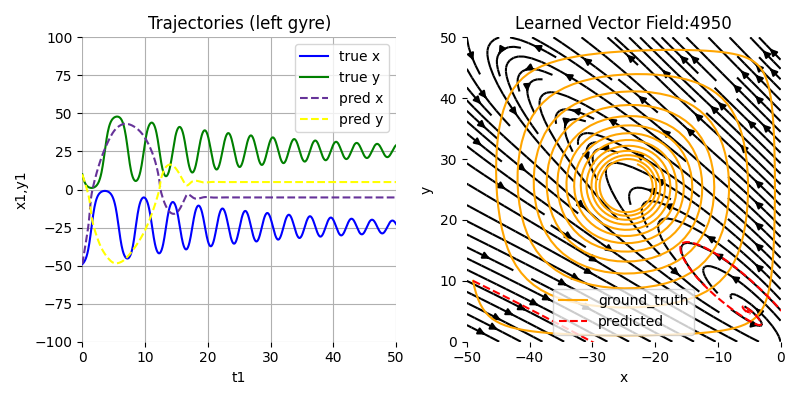 Trajectories (left gyre)
100
75
50
25
0
−25
−50
−75
−100
x1,y1
0 10 20 30 40 50
t1
true x
true y
pred x
pred y
Learned Vector Field:4950
50
40
30
20
10
0
y
−50 −40 −30 −20 −10 0
x
ground_truth
predicted